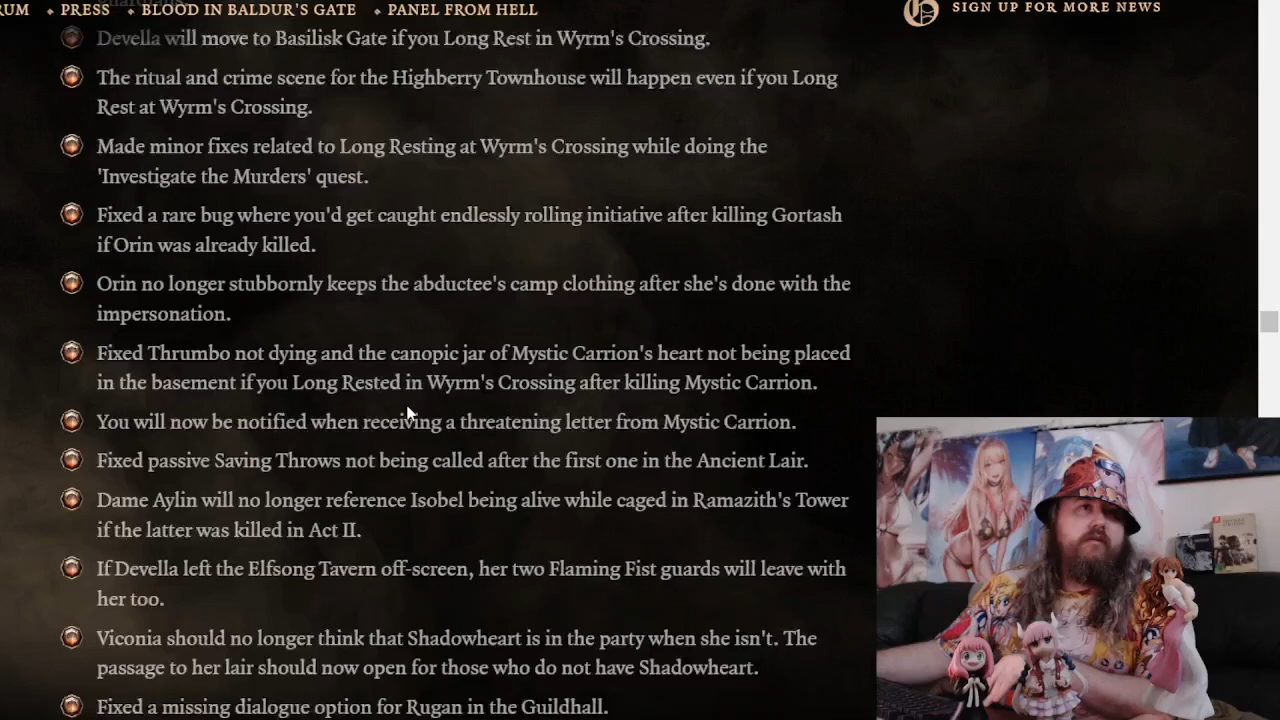 RUM PRESS BLOOD IN BALDUR'S GATE PANEL FROM HELL
SIGN UP FOR MORE NEWS
guardians.
Devella will move to Basilisk Gate if you Long Rest in Wyrm's Crossing.
The ritual and crime scene for the Highberry Townhouse will happen even if you Long
Rest at Wyrm's Crossing.
Made minor fixes related to Long Resting at Wyrm's Crossing while doing the
'Investigate the Murders' quest.
Fixed a rare bug where you'd get caught endlessly rolling initiative after killing Gortash
if Orin was already killed.
Orin no longer stubbornly keeps the abductee's camp clothing after she's done with the
impersonation.
Fixed Thrumbo not dying and the canopic jar of Mystic Carrion's heart not being placed
in the basement if you Long Rested in Wyrm's Crossing after killing Mystic Carrion.
You will now be notified when receiving a threatening letter from Mystic Carrion.
Fixed passive Saving Throws not being called after the first one in the Ancient Lair.
Dame Aylin will no longer reference Isobel being alive while caged in Ramazith's Tower
if the latter was killed in Act II.
If Devella left the Elfsong Tavern off-screen, her two Flaming Fist guards will leave with
her too.
Viconia should no longer think that Shadowheart is in the party when she isn't. The
passage to her lair should now open for those who do not have Shadowheart.
Fixed a missing dialogue option for Rugan in the Guildhall.